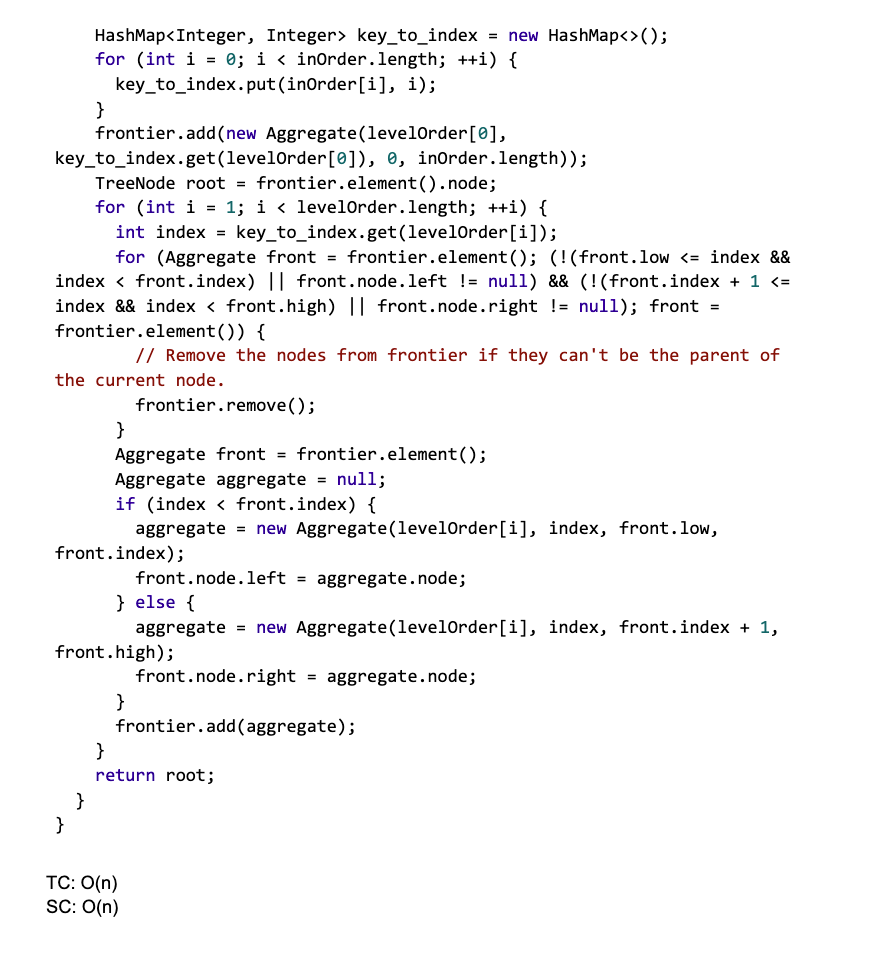 HashMap<Integer, Integer> key_to_index = new HashMap<>();
for (int i = 0; i < inOrder.length; ++i) {
key_to_index.put(inOrder[i], i);
}
frontier.add(new Aggregate(levelOrder[0],
key_to_index.get(levelOrder[0]), 0, inOrder.length));
TreeNode root = frontier.element().node;
for (int i = 1; i < levelOrder.length; ++i) {
int index = key_to_index.get(levelOrder[i]);
for (Aggregate front = frontier.element(); (!(front.low <= index &&
index < front.index) || front.node.left != null) && (!(front.index + 1 <=
index && index < front.high) || front.node.right != null); front =
frontier.element()) {
// Remove the nodes from frontier if they can't be the parent of
the current node.
frontier.remove();
}
Aggregate front = frontier.element();
Aggregate aggregate = null;
if (index < front.index) {
aggregate = new Aggregate(levelOrder[i], index, front.low,
front.index);
front.node.left = aggregate.node;
} else {
aggregate = new Aggregate(levelOrder[i], index, front.index + 1,
front.high);
front.node.right = aggregate.node;
}
frontier.add(aggregate);
}
return root;
}
}
TC: O(n)
SC: O(n)